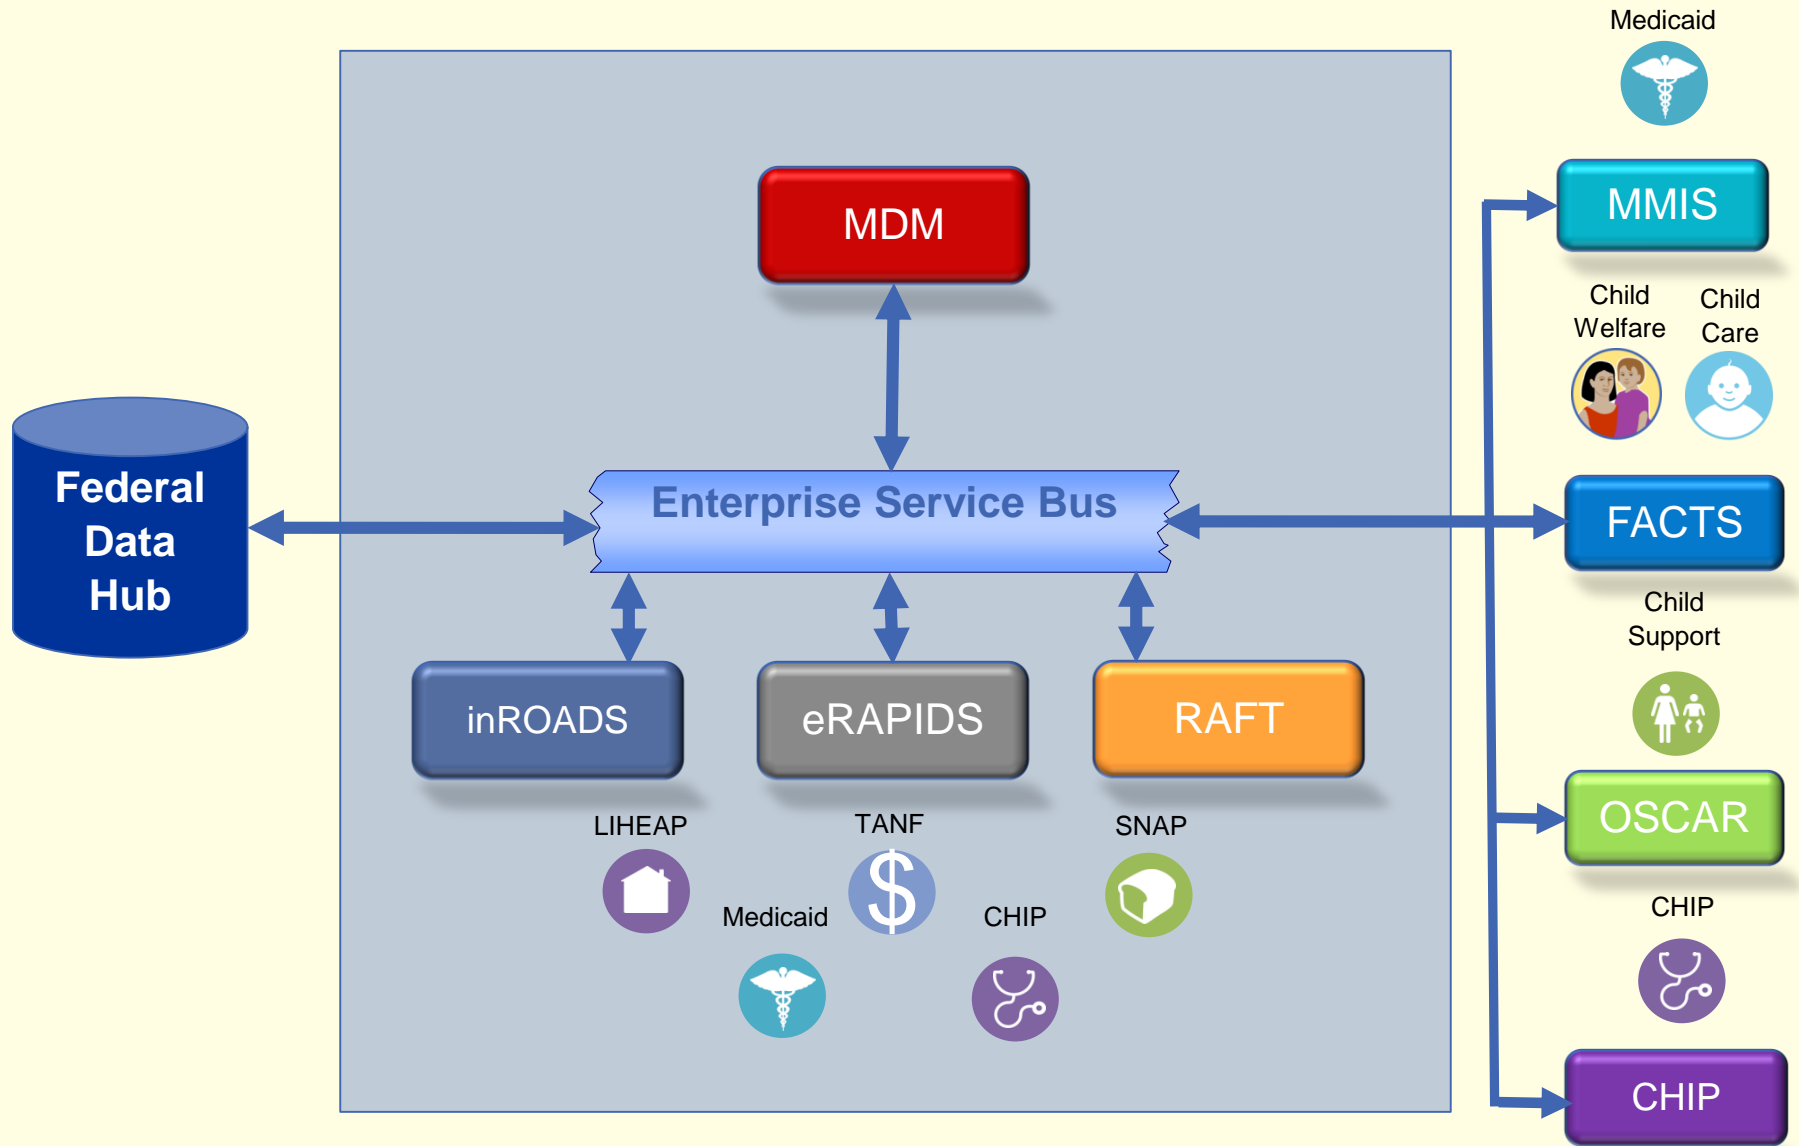 Medicaid
MMIS
MDM
Child
Welfare
Child
Care
Federal
Data
Hub
Enterprise Service Bus
FACTS
Child
Support
inROADS
eRAPIDS
RAFT
OSCAR
LIHEAP
TANF
SNAP
Medicaid
CHIP
CHIP
CHIP